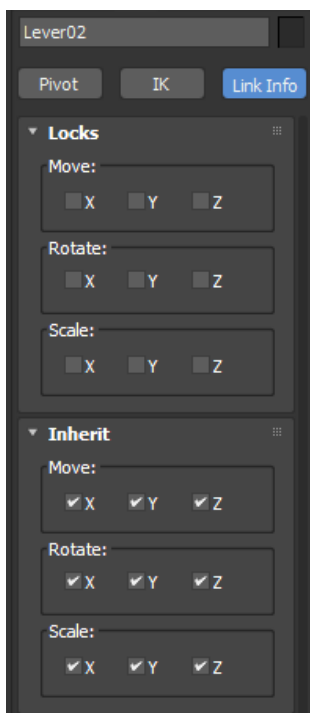 Lever02
Pivot IK Link Info
Locks
Move:
X Y Z
Rotate:
X Y Z
Scale:
X Y Z
Inherit
Move:
X Y Z
Rotate:
X Y Z
Scale:
X Y Z